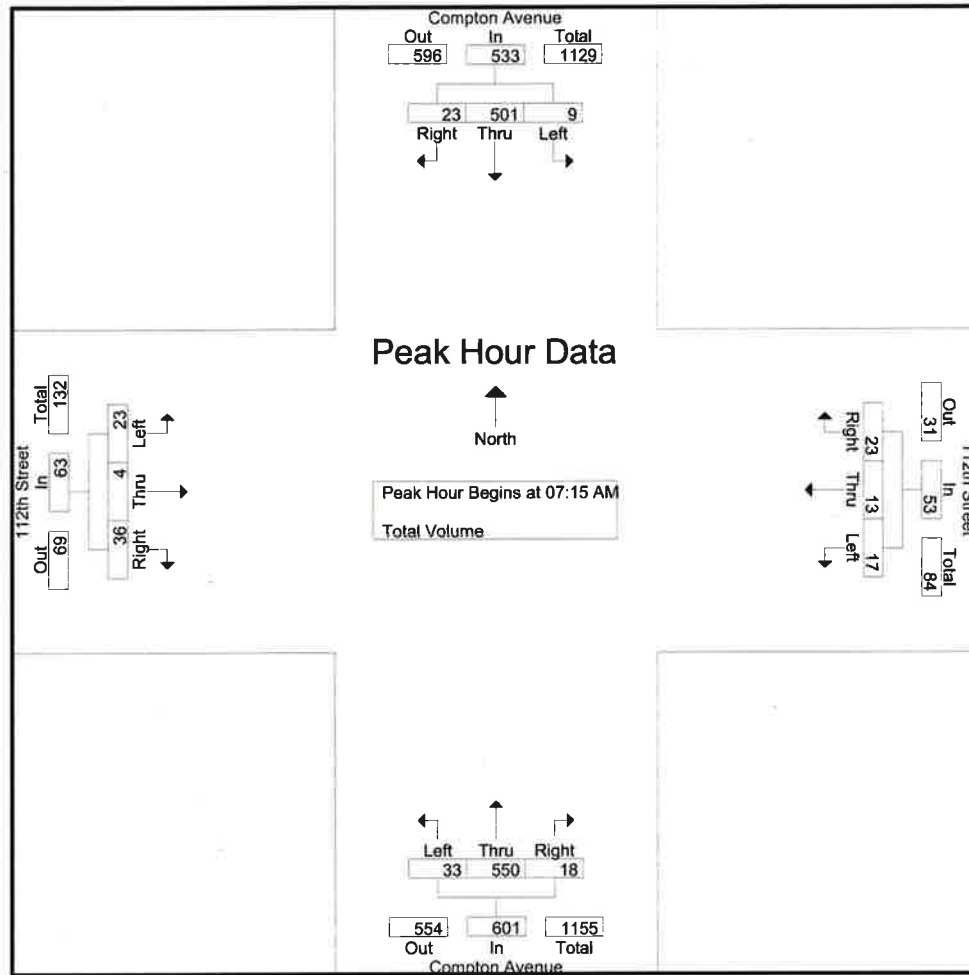 Compton Avenue
Out In Total
596 533 1129
23 501 9
Right Thru Left
Peak Hour Data
North
Peak Hour Begins at 07:15 AM
Total Volume
112th Street
Total In Out
132 63 69
23 4 36
Left Thru Right
112th Street
Out In Total
31 53 84
Right Thru Left
23 13 17
Left Thru Right
33 550 18
554 601 1155
Out In Total
Compton Avenue